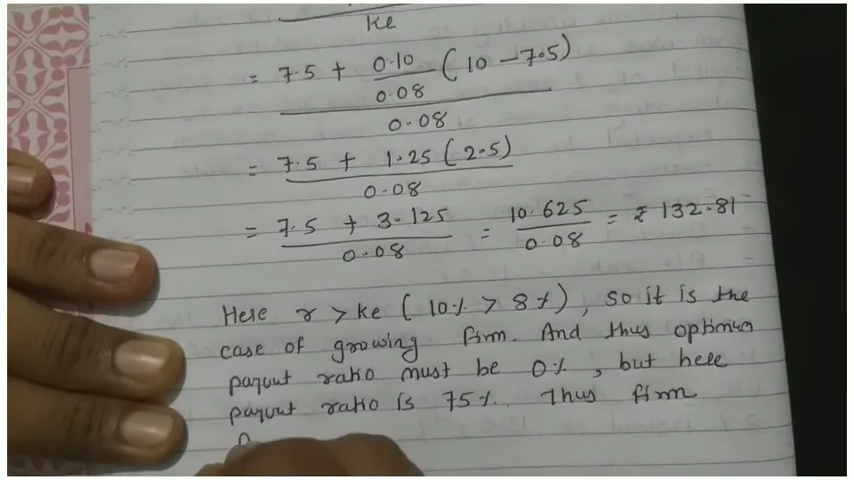 ke
= 7.5 + 0.10/0.08 (10 - 7.5)
0.08
= 7.5 + 1.25 (2.5)
0.08
= 7.5 + 3.125 / 0.08 = 10.625 / 0.08 = ₹ 132.81
Here r > ke ( 10% > 8% ), so it is the
case of growing firm. And thus optimum
payout ratio must be 0%, but here
payout ratio is 75%. Thus firm